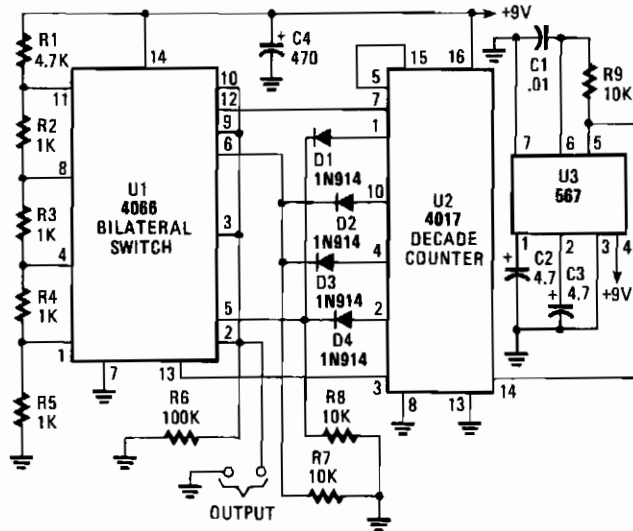 +9V
R1
4.7K
14
11
R2
1K
8
R3
1K
4
R4
1K
1
R5
1K
U1
4066
BILATERAL
SWITCH
10
12
9
6
3
5
2
7
13
R6
100K
OUTPUT
+
C4
470
15
16
5
7
1
D1
1N914
10
D2
1N914
4
D3
1N914
2
D4
1N914
U2
4017
DECADE
COUNTER
3
14
8
13
R8
10K
R7
10K
C1
.01
R9
10K
7
6
5
U3
567
1
2
3
4
+
C2
4.7
+
C3
4.7
+9V